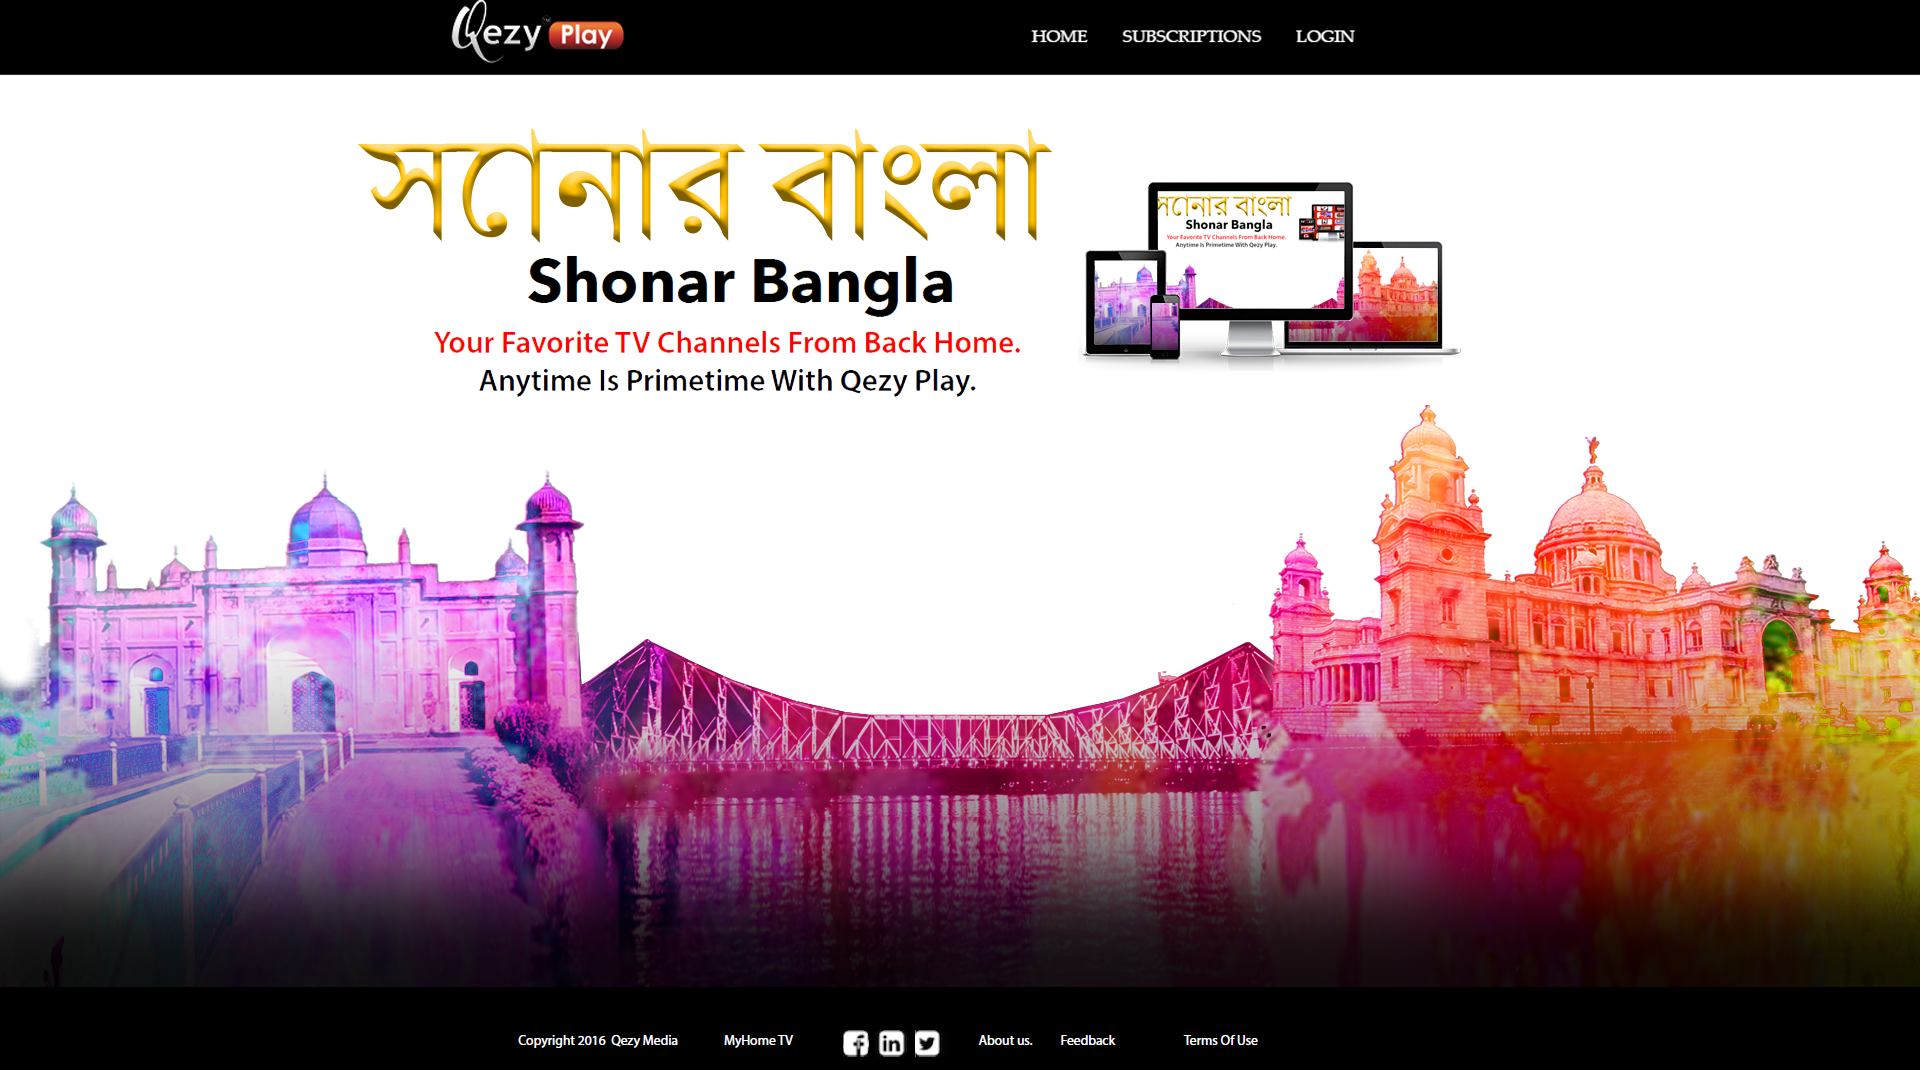 Qezy Play
HOME SUBSCRIPTIONS LOGIN
সোনার বাংলা
Shonar Bangla
Your Favorite TV Channels From Back Home.
Anytime Is Primetime With Qezy Play.
সোনার বাংলা
Shonar Bangla
Your Favorite TV Channels From Back Home.
Anytime Is Primetime With Qezy Play.
Copyright 2016 Qezy Media MyHome TV About us. Feedback Terms Of Use